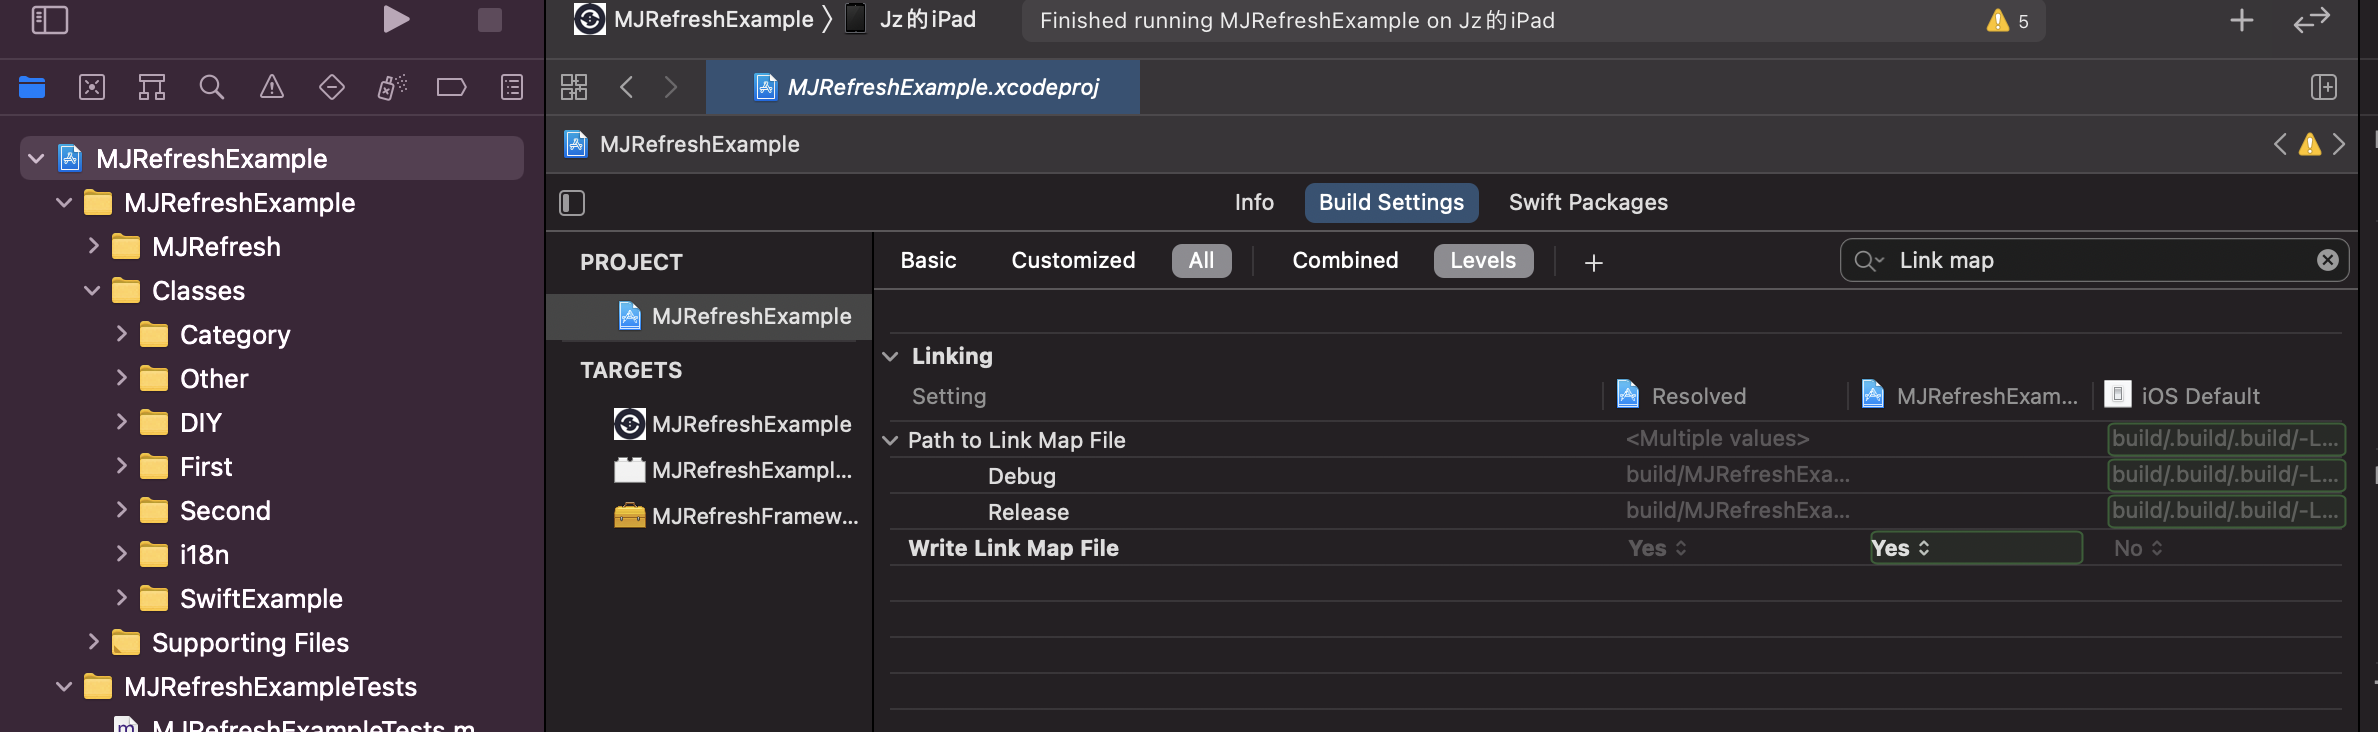 MJRefreshExample
Jz的iPad
Finished running MJRefreshExample on Jz的iPad
5
MJRefreshExample.xcodeproj
MJRefreshExample
Info
Build Settings
Swift Packages
Basic
Customized
All
Combined
Levels
Link map
MJRefreshExample
MJRefreshExample
MJRefresh
Classes
Category
Other
DIY
First
Second
i18n
SwiftExample
Supporting Files
MJRefreshExampleTests
MJRefreshExampleTests.m
PROJECT
MJRefreshExample
TARGETS
MJRefreshExample
MJRefreshExampl...
MJRefreshFramew...
Linking
Setting
Resolved
MJRefreshExam...
iOS Default
Path to Link Map File
<Multiple values>
build/.build/.build/-L...
Debug
build/MJRefreshExa...
build/.build/.build/-L...
Release
build/MJRefreshExa...
build/.build/.build/-L...
Write Link Map File
Yes
Yes
No